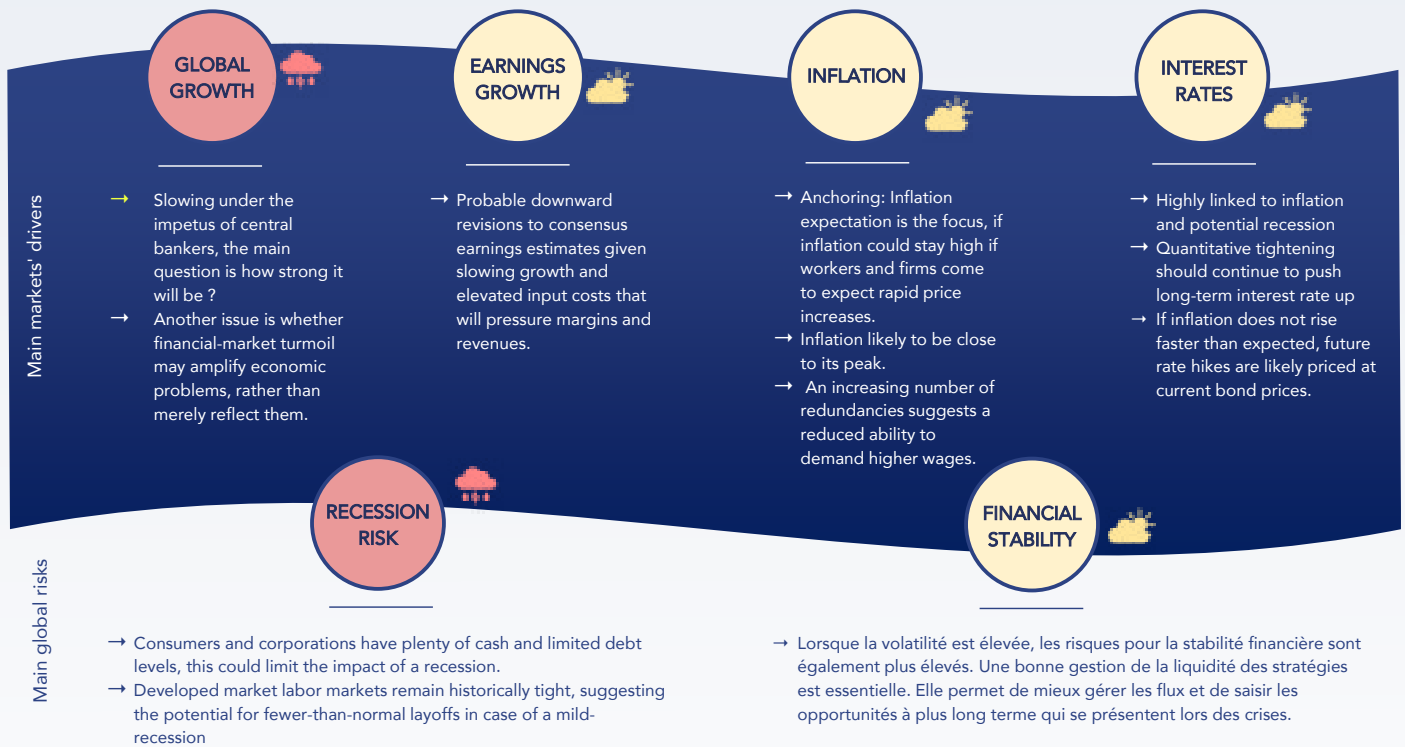 GLOBAL
GROWTH
EARNINGS
GROWTH
INFLATION
INTEREST
RATES
Main markets' drivers
→ Slowing under the
impetus of central
bankers, the main
question is how strong it
will be ?
→ Another issue is whether
financial-market turmoil
may amplify economic
problems, rather than
merely reflect them.
→ Probable downward
revisions to consensus
earnings estimates given
slowing growth and
elevated input costs that
will pressure margins and
revenues.
→ Anchoring: Inflation
expectation is the focus, if
inflation could stay high if
workers and firms come
to expect rapid price
increases.
→ Inflation likely to be close
to its peak.
→ An increasing number of
redundancies suggests a
reduced ability to
demand higher wages.
→ Highly linked to inflation
and potential recession
→ Quantitative tightening
should continue to push
long-term interest rate up
→ If inflation does not rise
faster than expected, future
rate hikes are likely priced at
current bond prices.
RECESSION
RISK
FINANCIAL
STABILITY
Main global risks
→ Consumers and corporations have plenty of cash and limited debt
levels, this could limit the impact of a recession.
→ Developed market labor markets remain historically tight, suggesting
the potential for fewer-than-normal layoffs in case of a mild-
recession
→ Lorsque la volatilité est élevée, les risques pour la stabilité financière sont
également plus élevés. Une bonne gestion de la liquidité des stratégies
est essentielle. Elle permet de mieux gérer les flux et de saisir les
opportunités à plus long terme qui se présentent lors des crises.